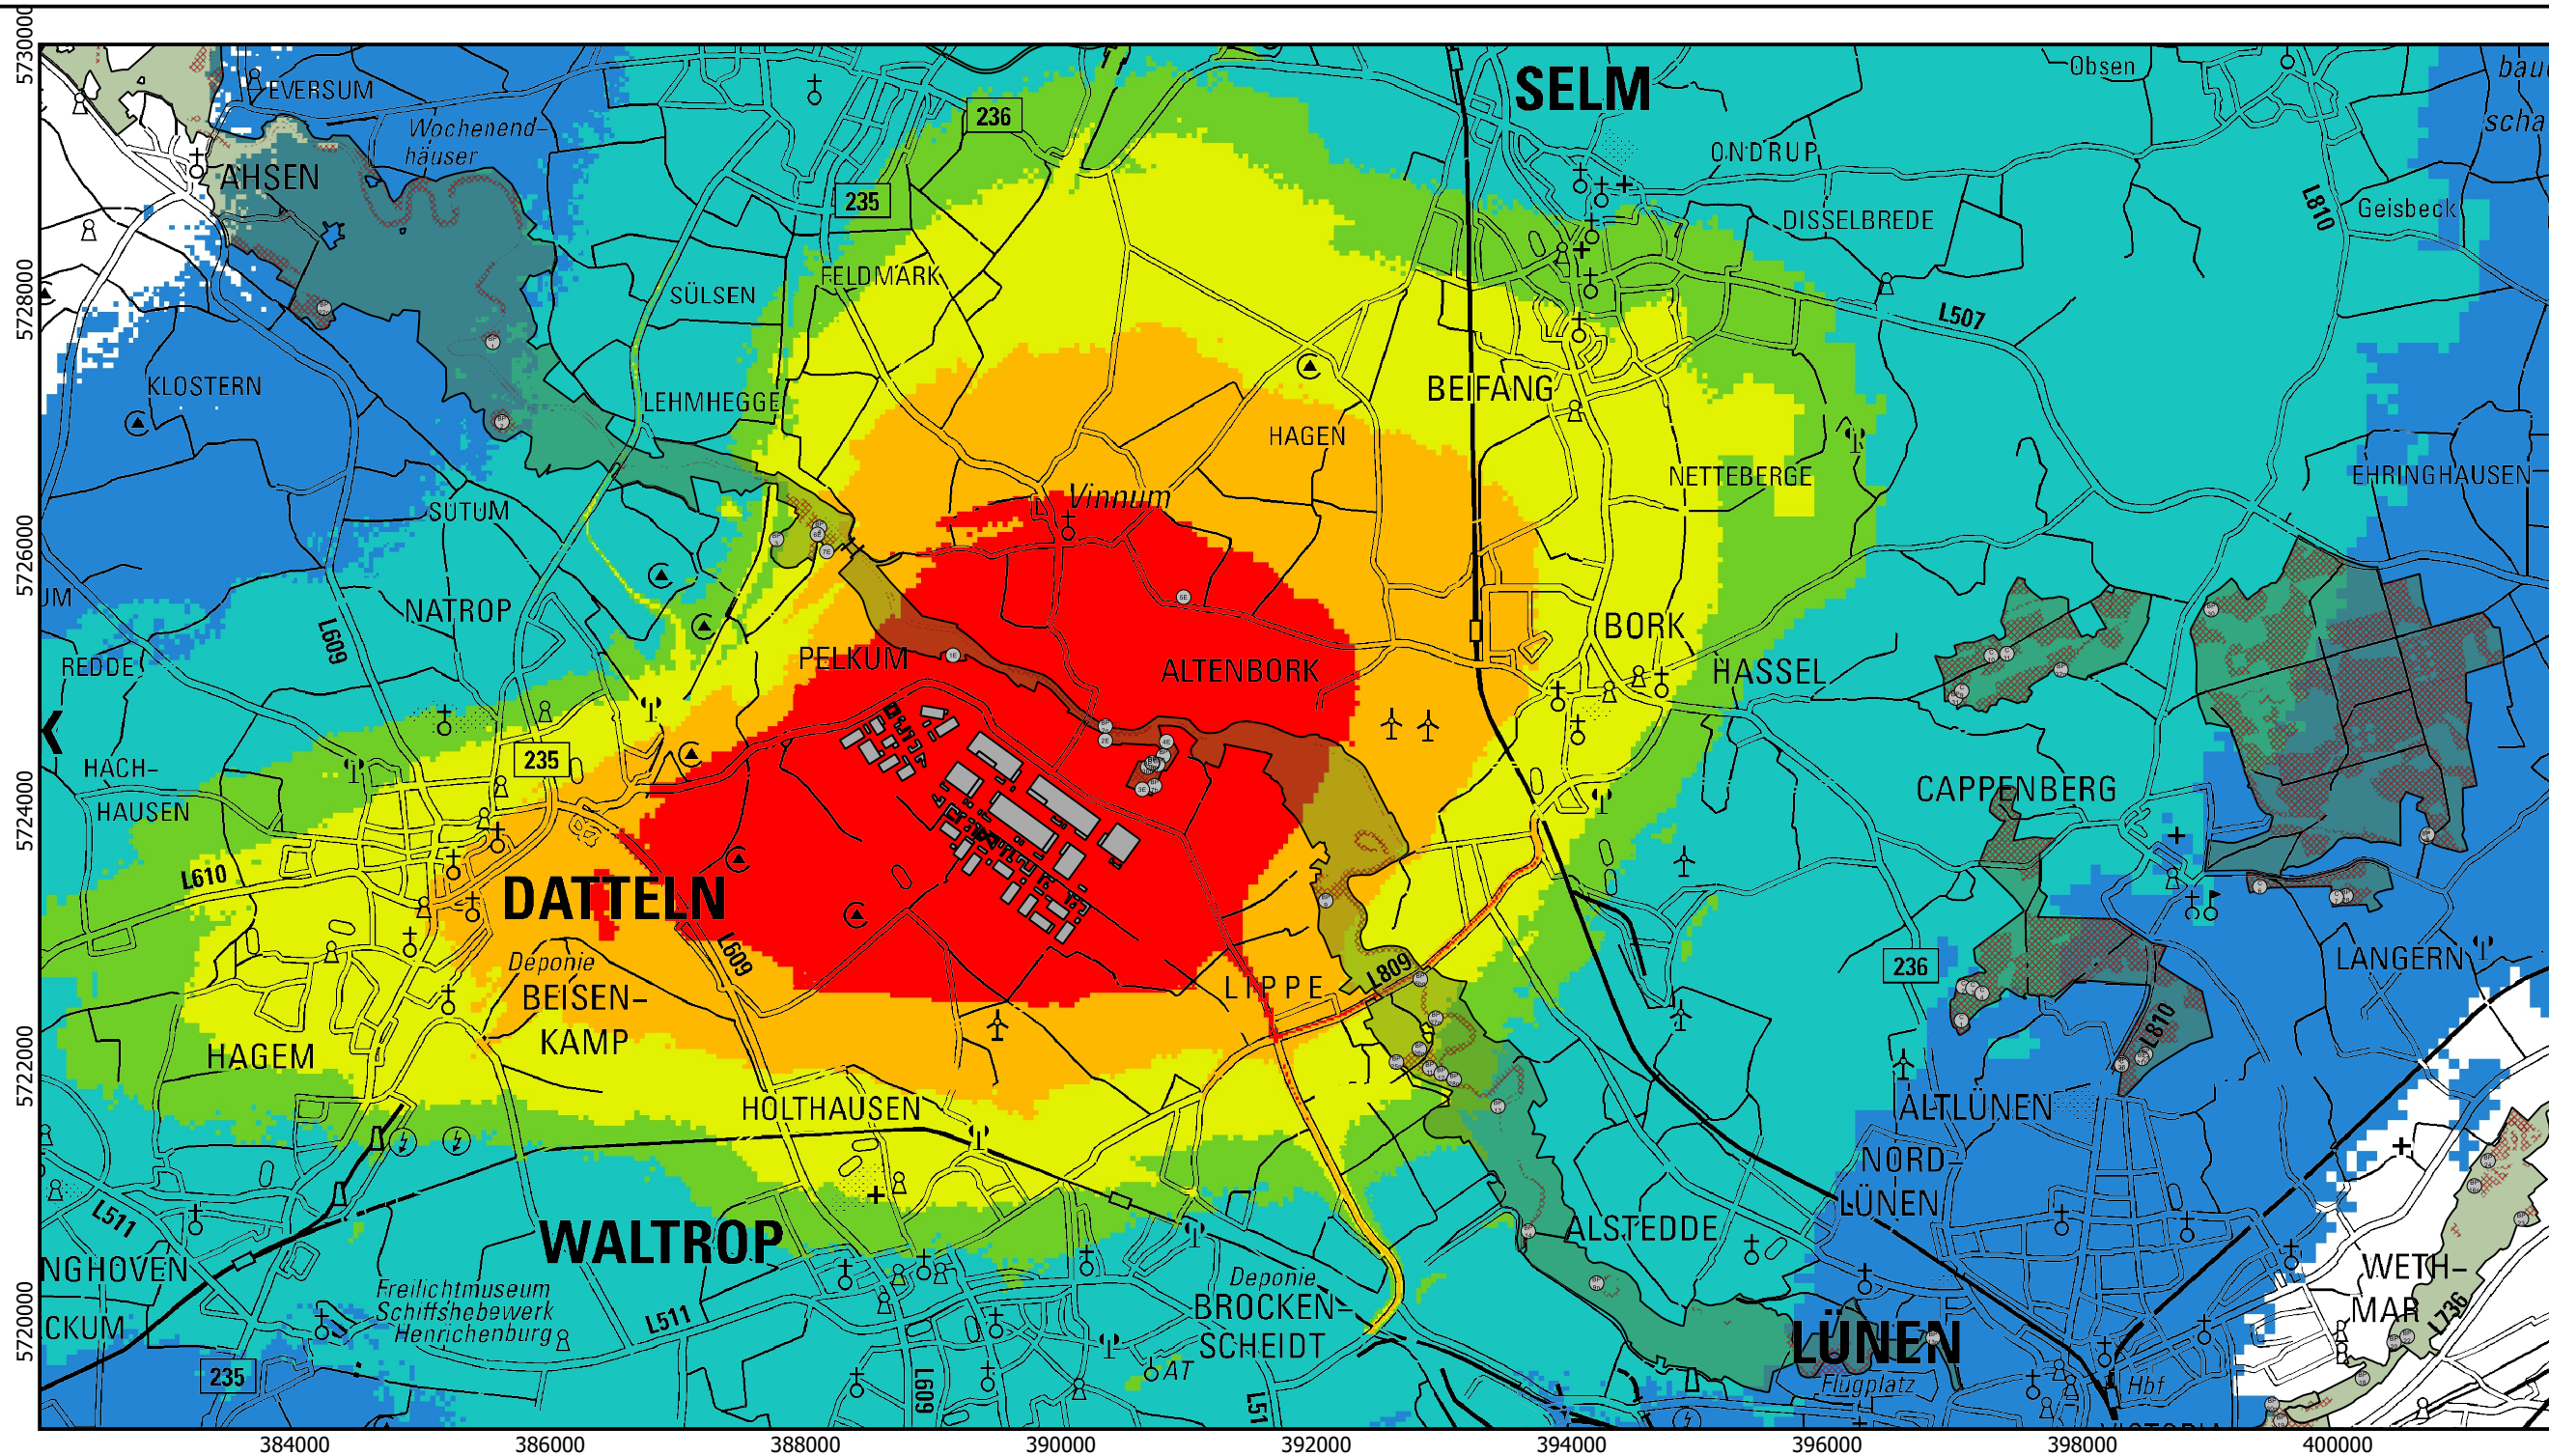 5730000
5728000
5726000
5724000
5722000
5720000
384000
386000
388000
390000
392000
394000
396000
398000
400000
EVERSUM
Wochenend-
häuser
AHSEN
236
235
SELM
Obsen
ONDRUP
DISSELBREDE
L810
Geisbeck
FELDMARK
SÜLSEN
L507
KLOSTERN
LEHMHEGGE
BEIFANG
HAGEN
NETTEBERGE
EHRINGHAUSEN
Vinnum
SUTUM
NATROP
L609
REDDE
PELKUM
ALTENBORK
BORK
HASSEL
HACH-
HAUSEN
235
CAPPENBERG
L610
DATTELN
L609
Deponie
BEISEN-
KAMP
LIPPE
L809
236
LANGERN
HAGEM
L810
HOLTHAUSEN
ALTLÜNEN
NORD-
LÜNEN
L511
WALTROP
ALSTEDDE
NGHOVEN
CKUM
Freilichtmuseum
Schiffshebewerk
Henrichenburg
L511
Deponie
BROCKEN-
SCHEIDT
WETH-
MAR
L736
LÜNEN
Flugplatz
Hbf
235
L609
AT
L51